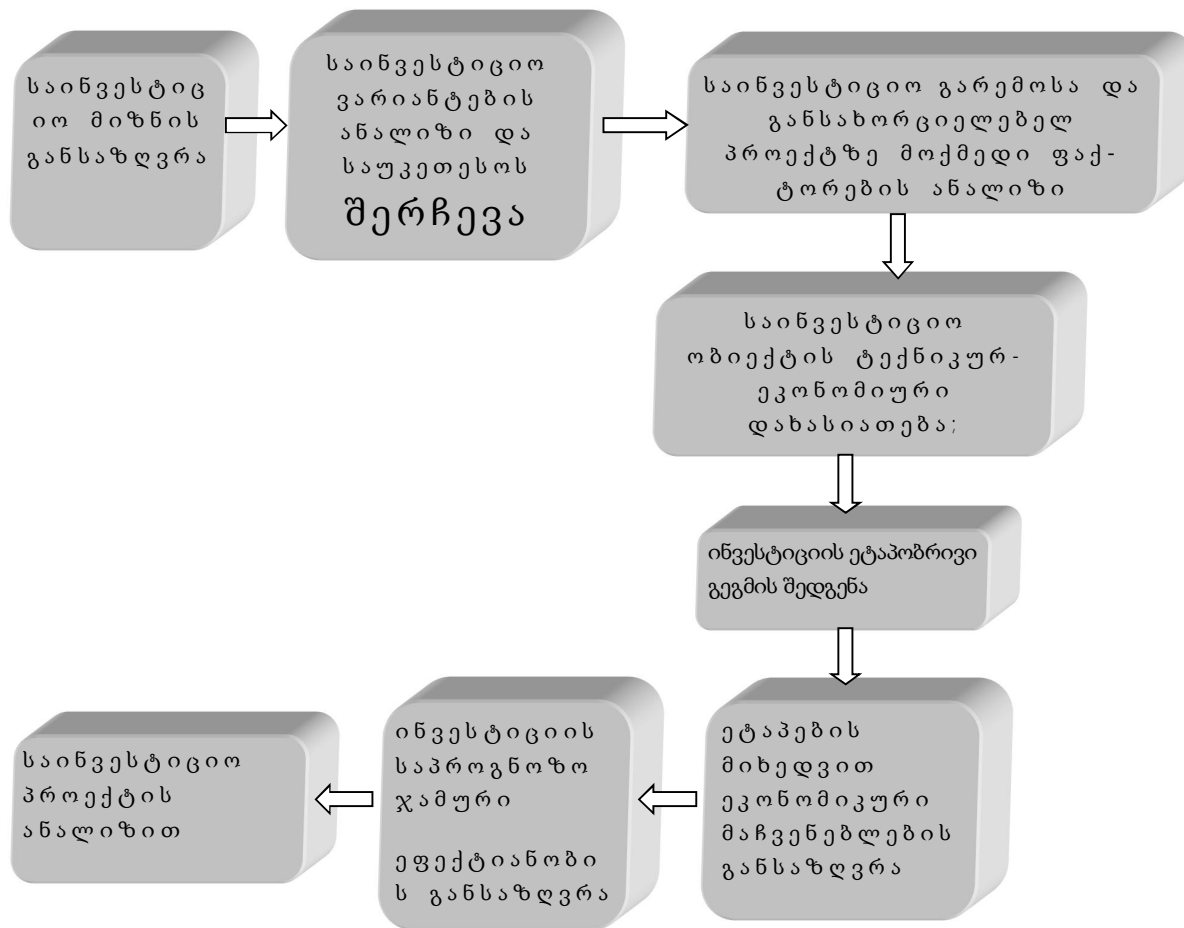 საინვესტიც
იო მიზნის
განსაზღვრა
საინვესტიციო
ვარიანტების
ანალიზი და
საუკეთესოს
შერჩევა
საინვესტიციო გარემოსა და
განსახორციელებელ
პროექტზე მოქმედი ფაქ-
ტორების ანალიზი
საინვესტიციო
ობიექტის ტექნიკურ-
ეკონომიური
დახასიათება;
ინვესტიციის ეტაპობრივი
გეგმის შედგენა
ეტაპების
მიხედვით
ეკონომიკური
მაჩვენებლების
განსაზღვრა
ინვესტიციის
საპროგნოზო
ჯამური
ეფექტიანობი
ს განსაზღვრა
საინვესტიციო
პროექტის
ანალიზით